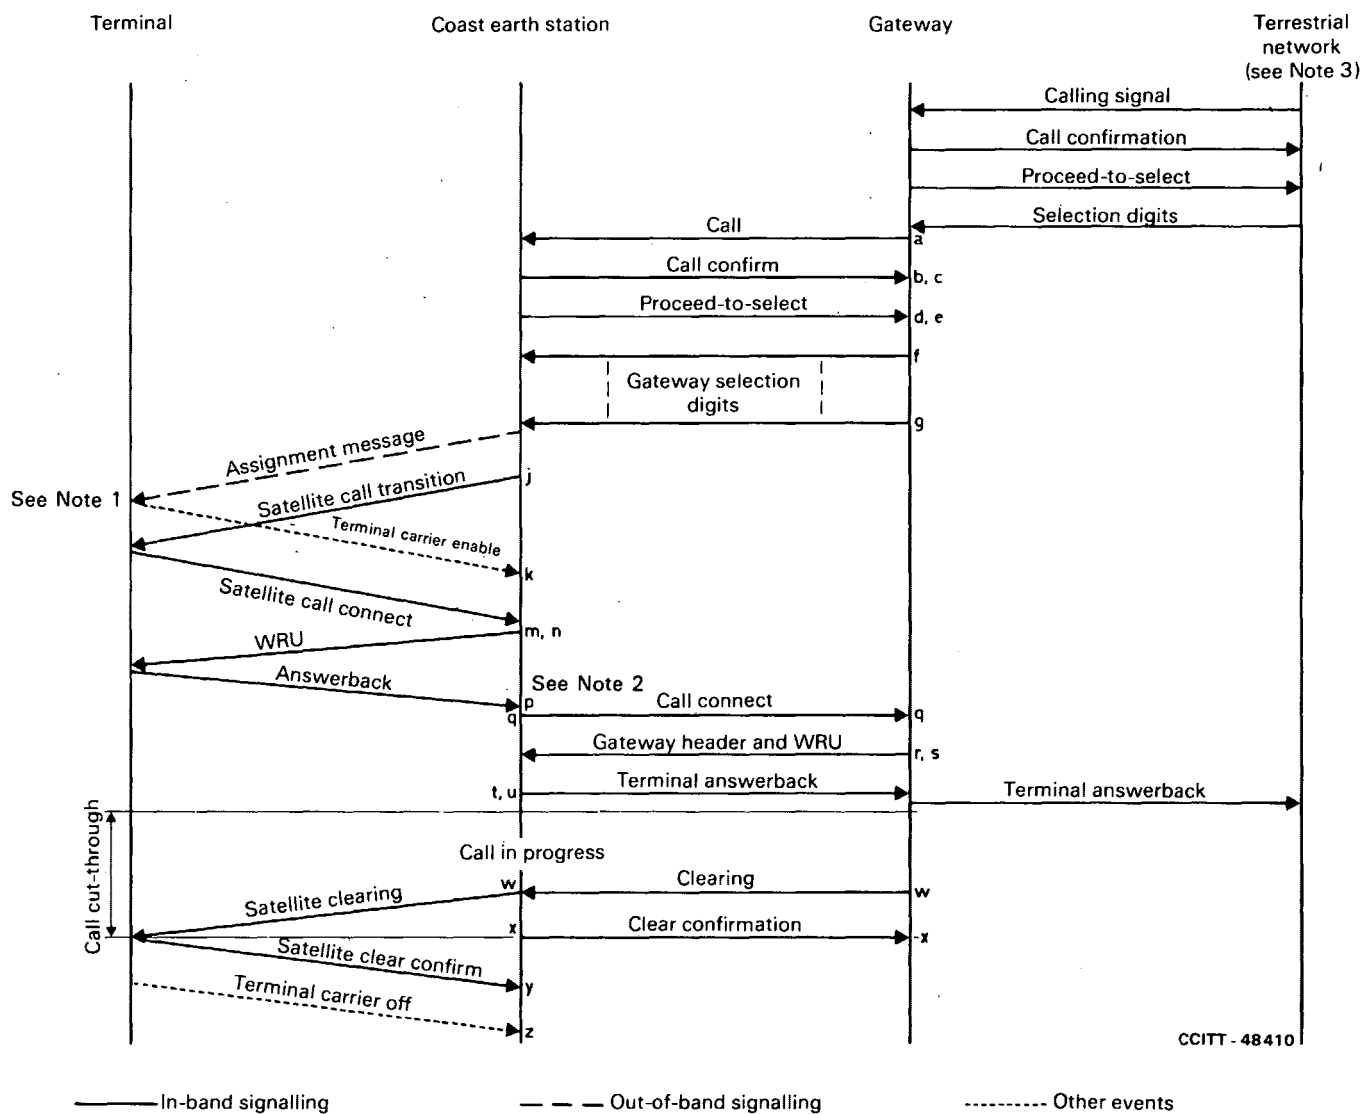 Terminal
Coast earth station
Gateway
Terrestrial
network
(see Note 3)
Calling signal
Call confirmation
Proceed-to-select
Selection digits
Call
a
Call confirm
b, c
Proceed-to-select
d, e
f
Gateway selection
digits
g
Assignment message
j
See Note 1
Satellite call transition
Terminal carrier enable
k
Satellite call connect
m, n
WRU
Answerback
See Note 2
p
Call connect
q
q
Gateway header and WRU
r, s
t, u
Terminal answerback
Terminal answerback
Call cut-through
Call in progress
w
Clearing
w
Satellite clearing
x
Clear confirmation
x
Satellite clear confirm
y
Terminal carrier off
z
CCITT - 48410
In-band signalling
Out-of-band signalling
Other events